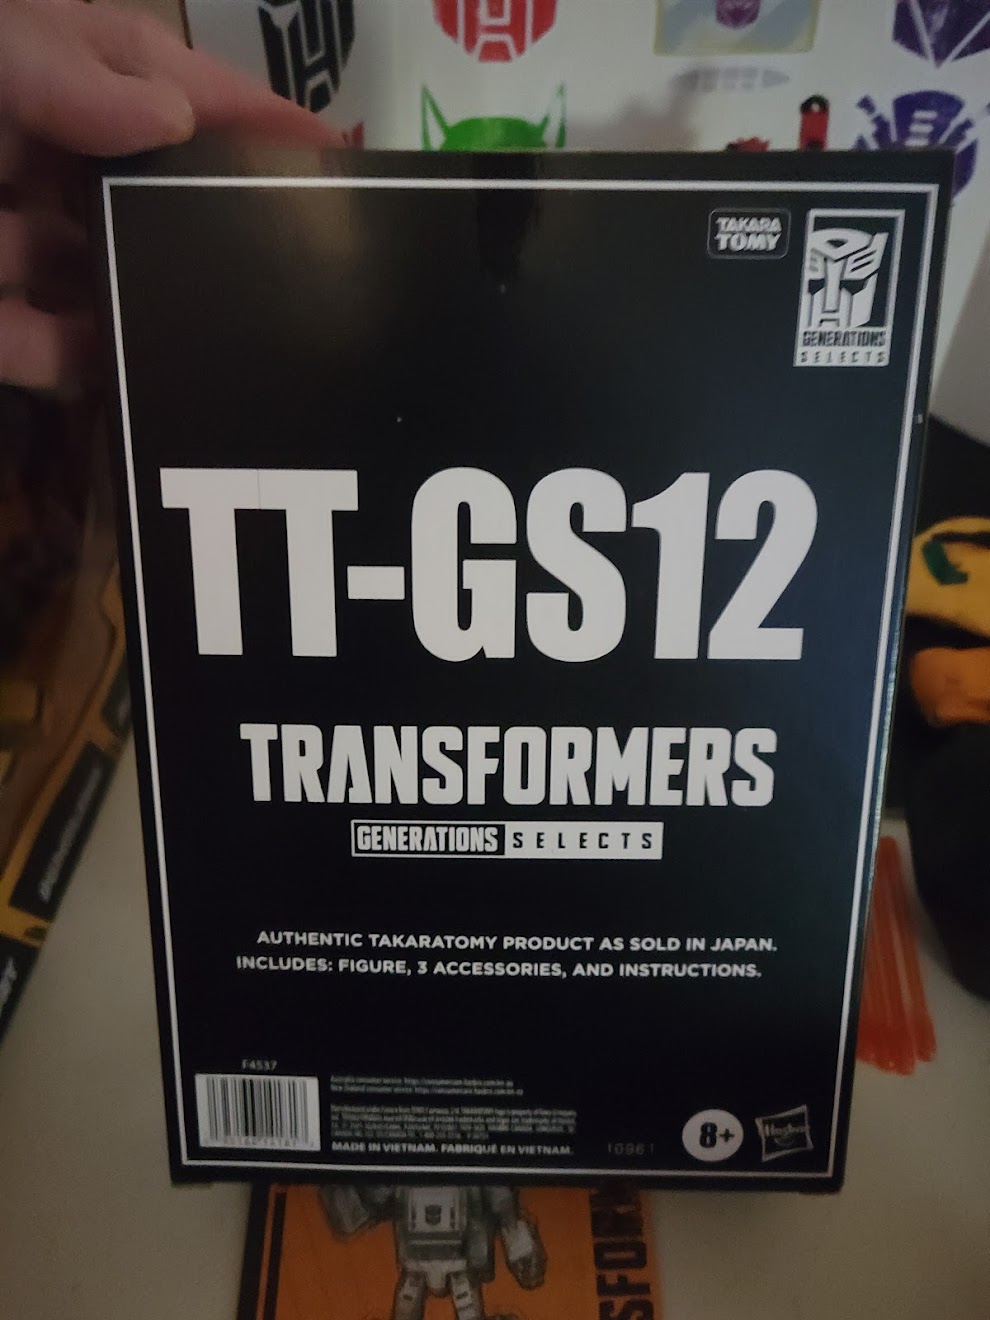 TAKARA
TOMY
GENERATIONS
SELECTS
TT-GS12
TRANSFORMERS
GENERATIONS SELECTS
AUTHENTIC TAKARATOMY PRODUCT AS SOLD IN JAPAN.
INCLUDES: FIGURE, 3 ACCESSORIES, AND INSTRUCTIONS.
F4537
MADE IN VIETNAM. FABRIQUÉ EN VIETNAM.
10961
8+
Hasbro